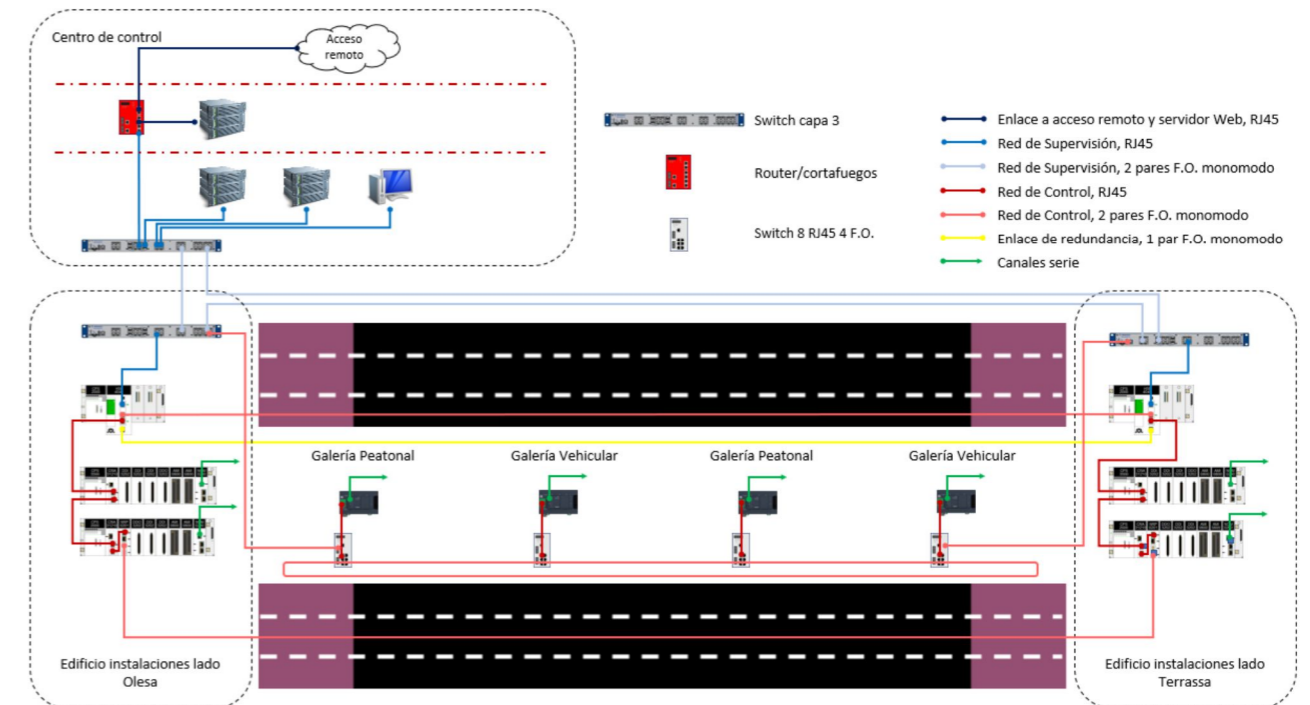 Centro de control
Acceso
remoto
Switch capa 3
Router/cortafuegos
Switch 8 RJ45 4 F.O.
Enlace a acceso remoto y servidor Web, RJ45
Red de Supervisión, RJ45
Red de Supervisión, 2 pares F.O. monomodo
Red de Control, RJ45
Red de Control, 2 pares F.O. monomodo
Enlace de redundancia, 1 par F.O. monomodo
Canales serie
Galería Peatonal
Galería Vehicular
Galería Peatonal
Galería Vehicular
Edificio instalaciones lado
Olesa
Edificio instalaciones lado
Terrassa